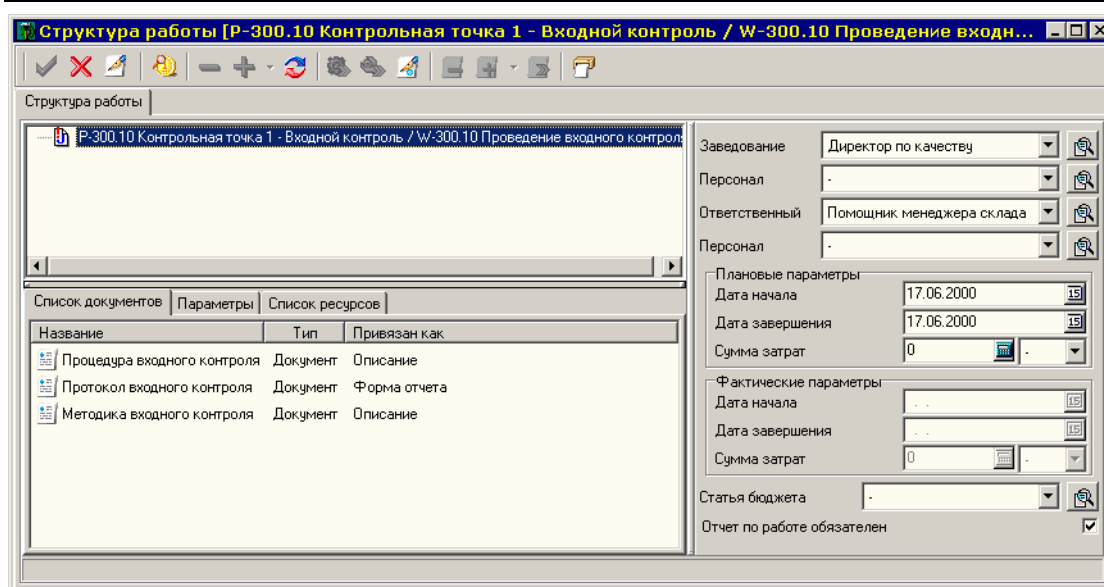 Структура работы [P-300.10 Контрольная точка 1 - Входной контроль / W-300.10 Проведение входн...
Структура работы
P-300.10 Контрольная точка 1 - Входной контроль / W-300.10 Проведение входного контрол
Заведование Директор по качеству
Персонал -
Ответственный Помощник менеджера склада
Персонал -
Плановые параметры
Дата начала 17.06.2000 15
Дата завершения 17.06.2000 15
Сумма затрат 0 -
Фактические параметры
Дата начала . . 15
Дата завершения . . 15
Сумма затрат 0 -
Статья бюджета -
Отчет по работе обязателен
Список документов Параметры Список ресурсов
Название Тип Привязан как
Процедура входного контроля Документ Описание
Протокол входного контроля Документ Форма отчета
Методика входного контроля Документ Описание